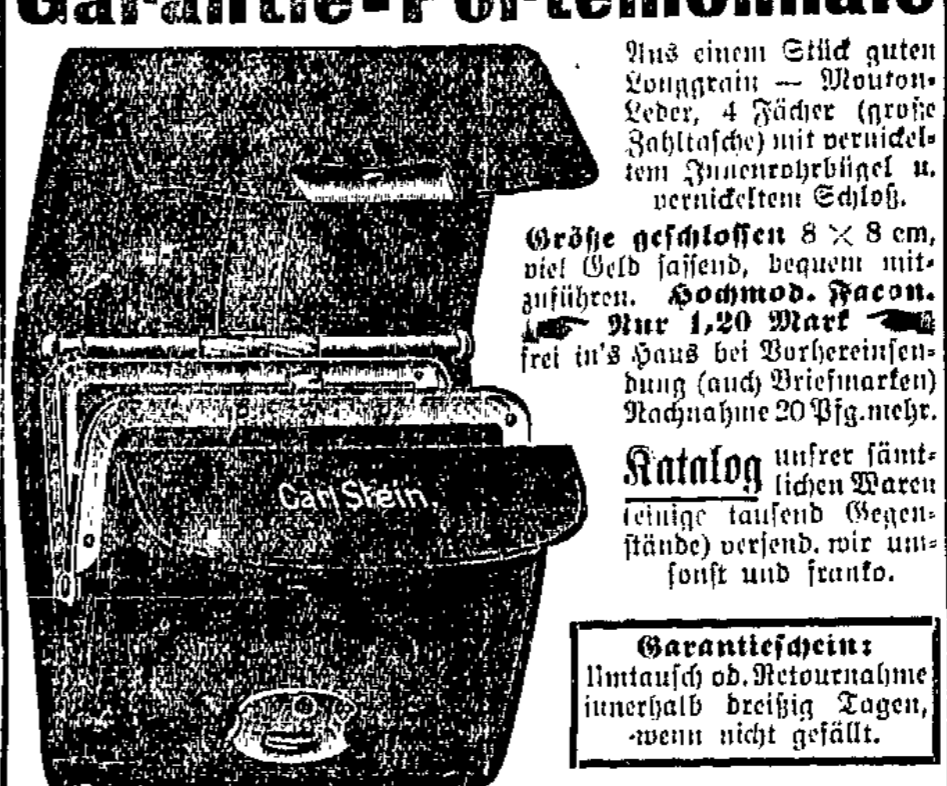 Garantie-Portemonnaie
Aus einem Stück guten
Longgrain — Mouton-
Leder, 4 Fächer (große
Zahltasche) mit vernickel-
tem Innenrohrbügel u.
vernickeltem Schloß.
Größe geschlossen 8 × 8 cm,
viel Geld fassend, bequem mit-
zuführen. Hochmod. Facon.
Nur 1,20 Mark
frei in's Haus bei Vorhereinsen-
dung (auch Briefmarken)
Nachnahme 20 Pfg. mehr.
Katalog unsrer sämt-
lichen Waren
(einige tausend Gegen-
stände) versend. wir um-
sonst und franko.
Carl Stein
Garantieschein:
Umtausch od. Retournahme
innerhalb dreißig Tagen,
wenn nicht gefällt.